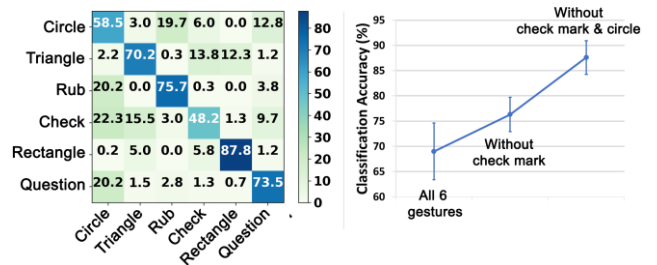 Circle 58.5 3.0 19.7 6.0 0.0 12.8
Triangle 2.2 70.2 0.3 13.8 12.3 1.2
Rub 20.2 0.0 75.7 0.3 0.0 3.8
Check 22.3 15.5 3.0 48.2 1.3 9.7
Rectangle 0.2 5.0 0.0 5.8 87.8 1.2
Question 20.2 1.5 2.8 1.3 0.7 73.5
Circle Triangle Rub Check Rectangle Question
80
70
60
50
40
30
20
10
0
Classification Accuracy (%)
95
90
85
80
75
70
65
60
Without
check mark & circle
Without
check mark
All 6
gestures